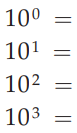 10⁰ =
10¹ =
10² =
10³ =